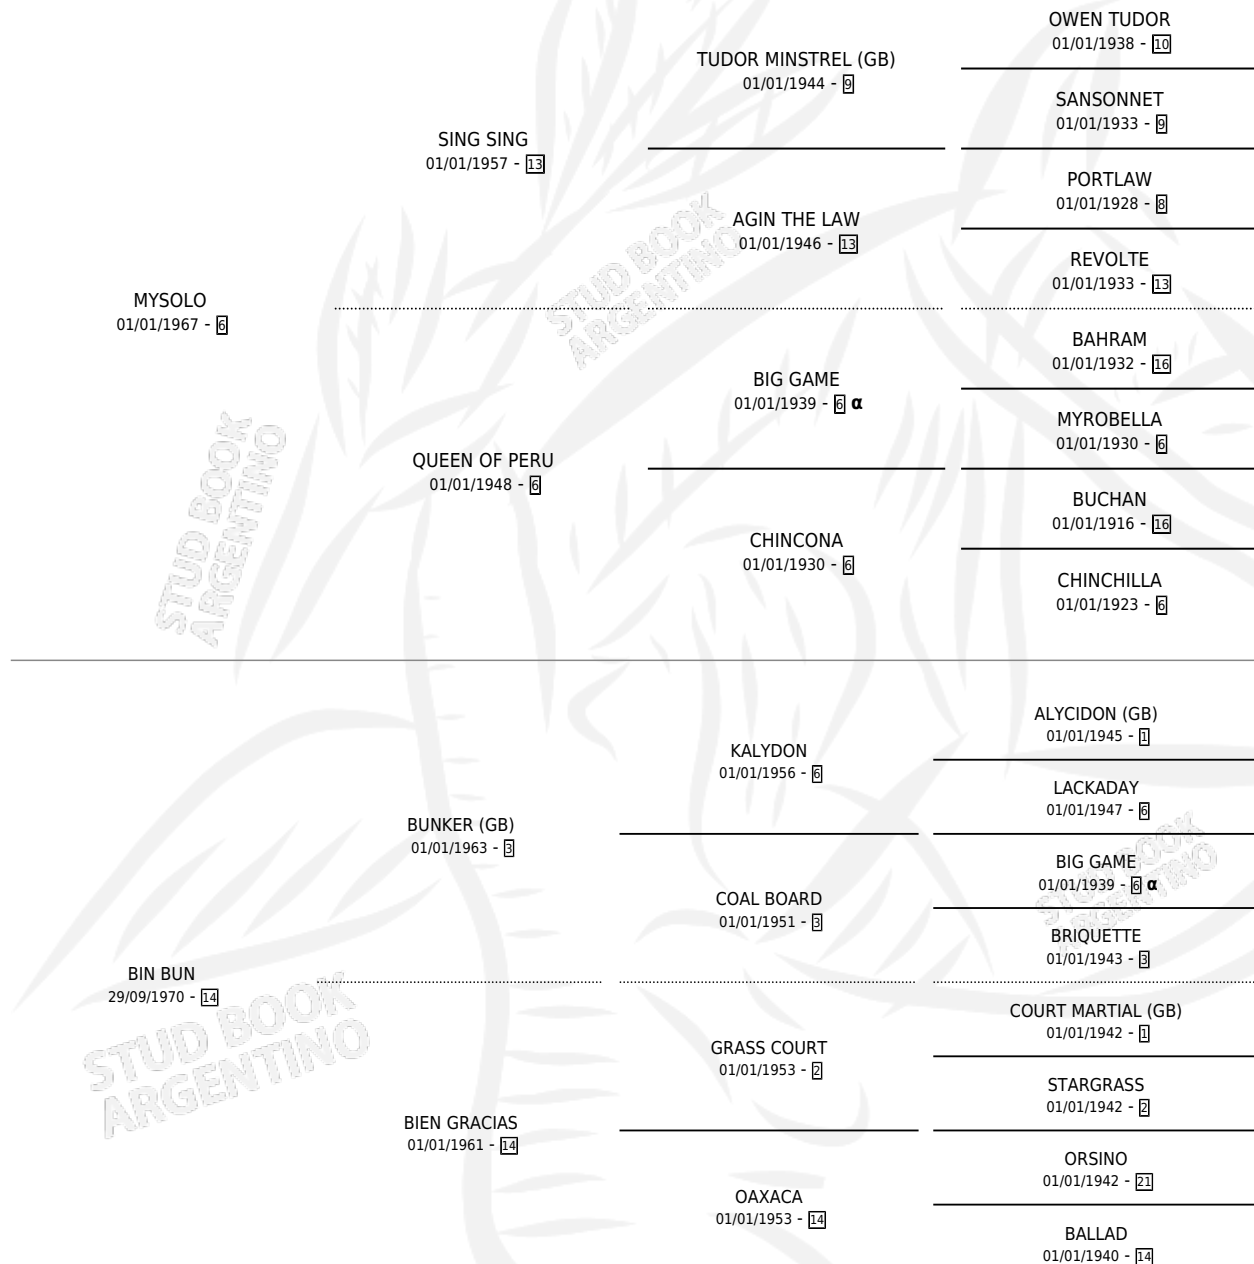 OWEN TUDOR
01/01/1938 - 10
TUDOR MINSTREL (GB)
01/01/1944 - 9
SANSONNET
01/01/1933 - 9
SING SING
01/01/1957 - 13
PORTLAW
01/01/1928 - 8
AGIN THE LAW
01/01/1946 - 13
REVOLTE
01/01/1933 - 13
MYSOLO
01/01/1967 - 6
BAHRAM
01/01/1932 - 16
BIG GAME
01/01/1939 - 6 α
MYROBELLA
01/01/1930 - 6
QUEEN OF PERU
01/01/1948 - 6
BUCHAN
01/01/1916 - 16
CHINCONA
01/01/1930 - 6
CHINCHILLA
01/01/1923 - 6
STUD BOOK
ARGENTINO
STUD BOOK
ARGENTINO
ALYCIDON (GB)
01/01/1945 - 1
KALYDON
01/01/1956 - 6
LACKADAY
01/01/1947 - 6
BUNKER (GB)
01/01/1963 - 3
BIG GAME
01/01/1939 - 6 α
COAL BOARD
01/01/1951 - 3
BRIQUETTE
01/01/1943 - 3
BIN BUN
29/09/1970 - 14
COURT MARTIAL (GB)
01/01/1942 - 1
GRASS COURT
01/01/1953 - 2
STARGRASS
01/01/1942 - 2
BIEN GRACIAS
01/01/1961 - 14
ORSINO
01/01/1942 - 21
OAXACA
01/01/1953 - 14
BALLAD
01/01/1940 - 14
STUD BOOK
ARGENTINO
STUD BOOK
ARGENTINO